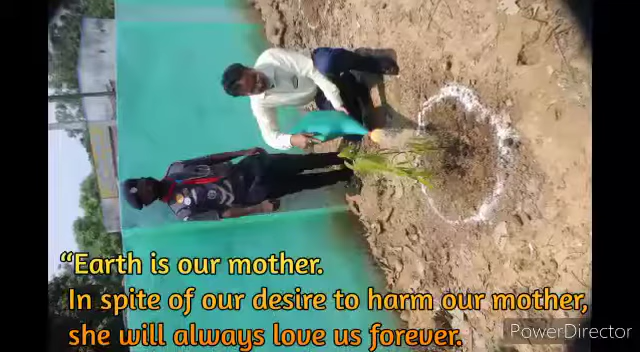 “Earth is our mother.
In spite of our desire to harm our mother,
she will always love us forever.
PowerDirector